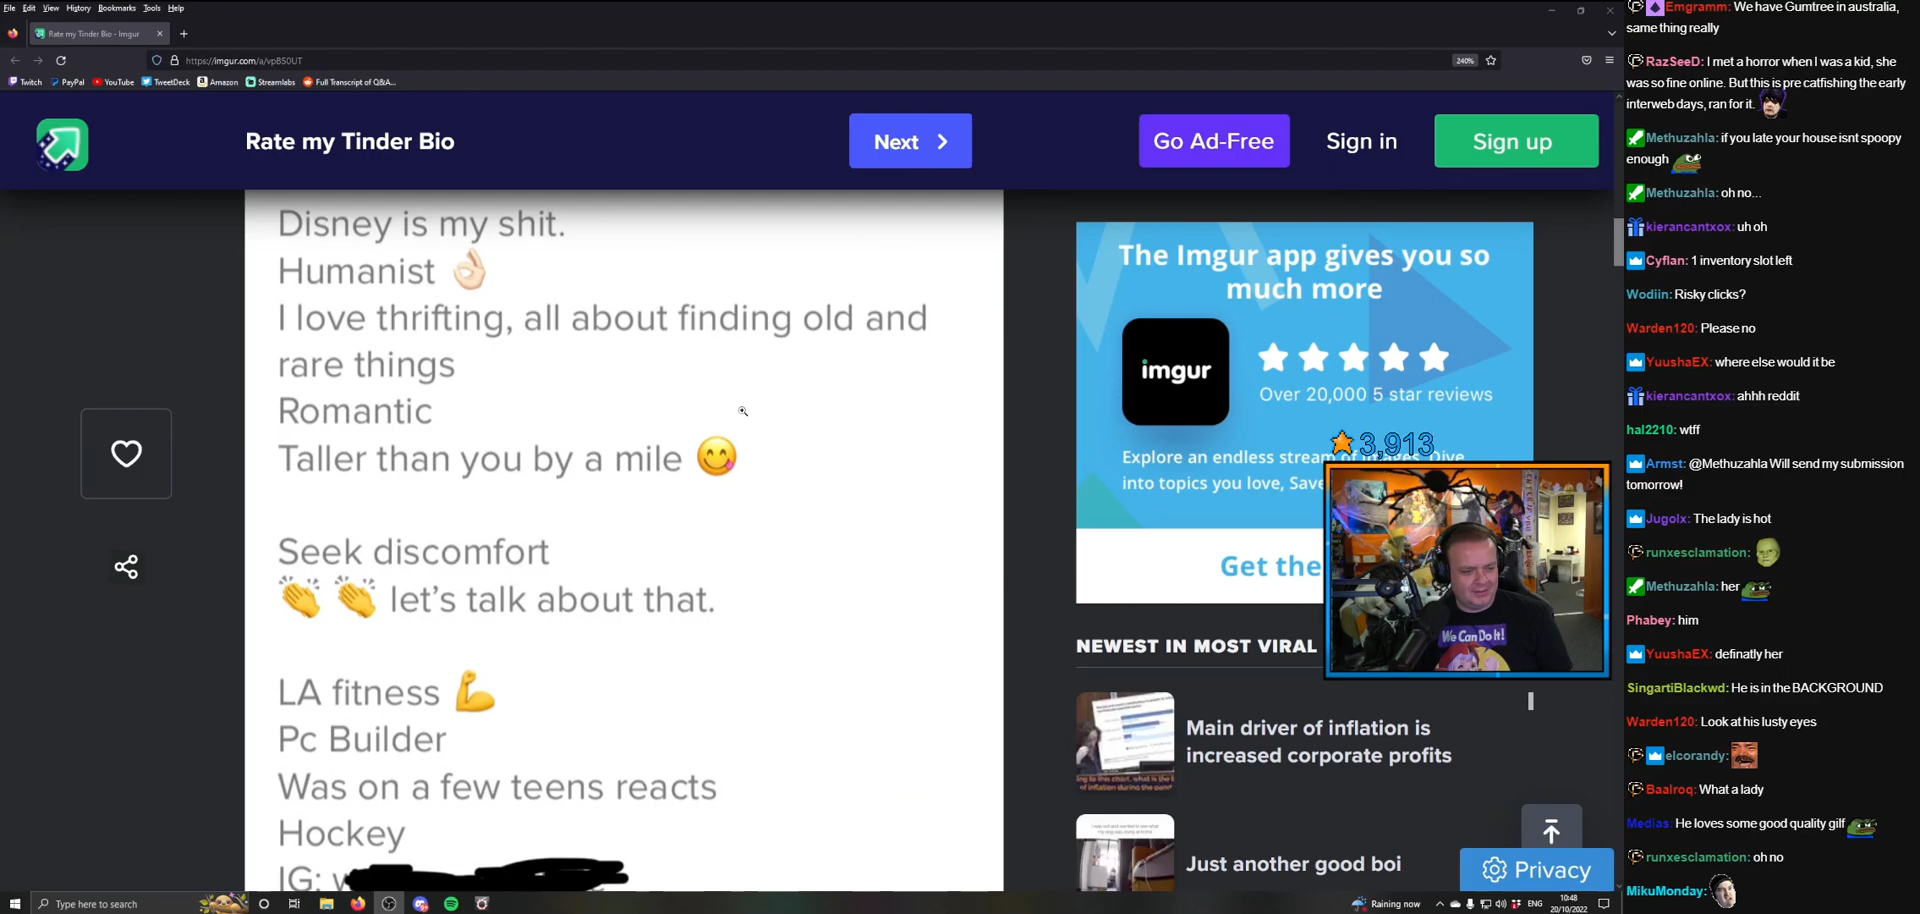 File Edit View History Bookmarks Tools Help
Rate my Tinder Bio - Imgur
https://imgur.com/a/vpB50UT
240%
Twitch PayPal YouTube TweetDeck Amazon Streamlabs Full Transcript of Q&A...
Rate my Tinder Bio
Next
Go Ad-Free
Sign in
Sign up
Disney is my shit.
Humanist 👌🏻
I love thrifting, all about finding old and
rare things
Romantic
Taller than you by a mile 😋
Seek discomfort
👏 👏 let's talk about that.
LA fitness 💪
Pc Builder
Was on a few teens reacts
Hockey
IG:
The Imgur app gives you so
much more
imgur
Over 20,000 5 star reviews
3,913
Explore an endless stream of images. Dive
into topics you love, Save
Get the
We Can Do It!
NEWEST IN MOST VIRAL
Main driver of inflation is
increased corporate profits
Just another good boi
Privacy
Emgramm: We have Gumtree in australia,
same thing really
RazSeeD: I met a horror when I was a kid, she
was so fine online. But this is pre catfishing the early
interweb days, ran for it.
Methuzahla: if you late your house isnt spoopy
enough
Methuzahla: oh no...
kierancantxox: uh oh
Cyflan: 1 inventory slot left
Wodiin: Risky clicks?
Warden120: Please no
YuushaEX: where else would it be
kierancantxox: ahhh reddit
hal2210: wtff
Armst: @Methuzahla Will send my submission
tomorrow!
Jugolx: The lady is hot
runxesclamation:
Methuzahla: her
Phabey: him
YuushaEX: definatly her
SingartiBlackwd: He is in the BACKGROUND
Warden120: Look at his lusty eyes
elcorandy:
Baalroq: What a lady
Medias: He loves some good quality gilf
runxesclamation: oh no
MikuMonday:
Type here to search
Raining now
ENG
10:48
20/10/2022